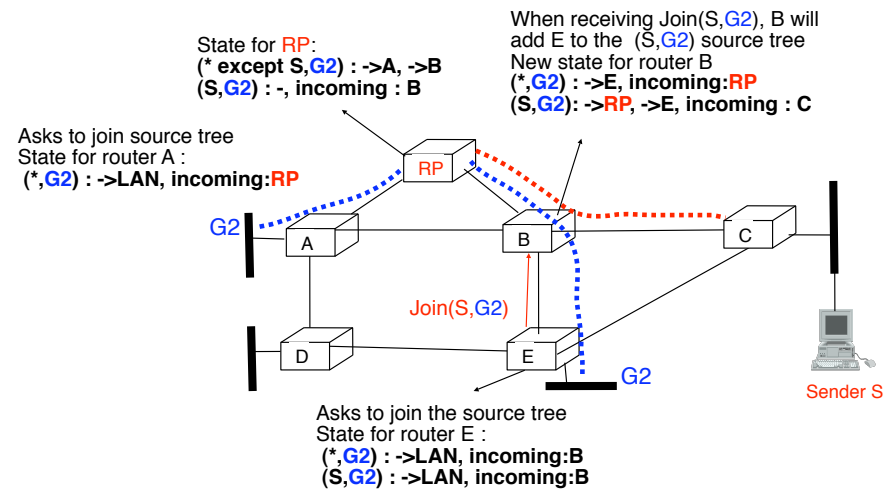 When receiving Join(S,G2), B will
add E to the (S,G2) source tree
New state for router B
(*,G2) : ->E, incoming:RP
(S,G2): ->RP, ->E, incoming : C
State for RP:
(* except S,G2) : ->A, ->B
(S,G2) : -, incoming : B
Asks to join source tree
State for router A :
(*,G2) : ->LAN, incoming:RP
RP
G2
A
B
C
Join(S,G2)
D
E
G2
Sender S
Asks to join the source tree
State for router E :
(*,G2) : ->LAN, incoming:B
(S,G2) : ->LAN, incoming:B